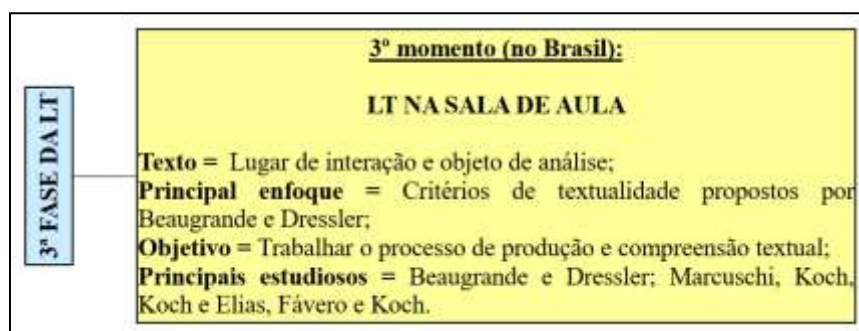 3ª FASE DA LT
3º momento (no Brasil):
LT NA SALA DE AULA
Texto = Lugar de interação e objeto de análise;
Principal enfoque = Critérios de textualidade propostos por
Beaugrande e Dressler;
Objetivo = Trabalhar o processo de produção e compreensão textual;
Principais estudiosos = Beaugrande e Dressler; Marcuschi, Koch,
Koch e Elias, Fávero e Koch.